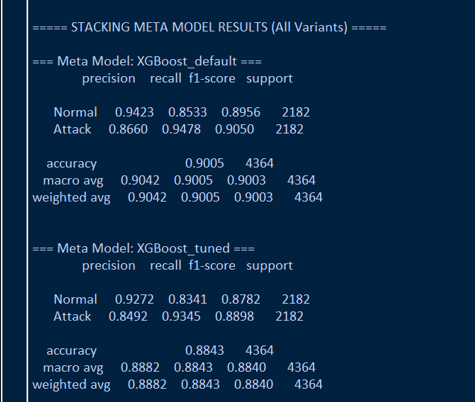 ===== STACKING META MODEL RESULTS (All Variants) =====
=== Meta Model: XGBoost_default ===
precision recall f1-score support
Normal 0.9423 0.8533 0.8956 2182
Attack 0.8660 0.9478 0.9050 2182
accuracy 0.9005 4364
macro avg 0.9042 0.9005 0.9003 4364
weighted avg 0.9042 0.9005 0.9003 4364
=== Meta Model: XGBoost_tuned ===
precision recall f1-score support
Normal 0.9272 0.8341 0.8782 2182
Attack 0.8492 0.9345 0.8898 2182
accuracy 0.8843 4364
macro avg 0.8882 0.8843 0.8840 4364
weighted avg 0.8882 0.8843 0.8840 4364